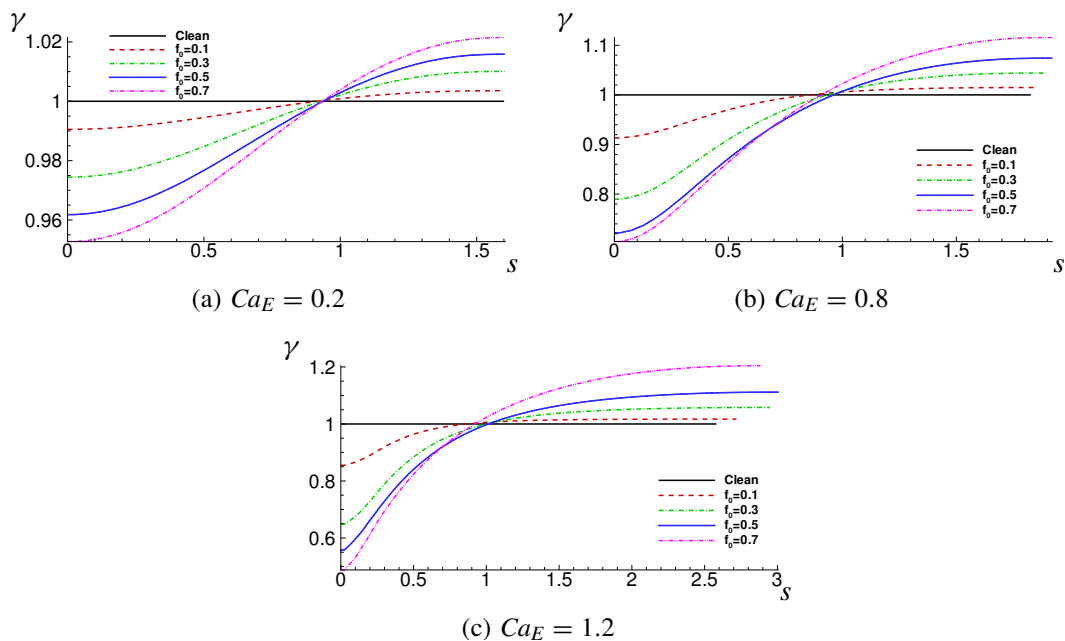 γ
1.02
Clean
f₀=0.1
f₀=0.3
f₀=0.5
f₀=0.7
1
0.98
0.96
0 0.5 1 1.5 s
(a) Ca_E = 0.2
γ
1.1
1
0.9
0.8
Clean
f₀=0.1
f₀=0.3
f₀=0.5
f₀=0.7
0 0.5 1 1.5 s
(b) Ca_E = 0.8
γ
1.2
1
0.8
0.6
Clean
f₀=0.1
f₀=0.3
f₀=0.5
f₀=0.7
0 0.5 1 1.5 2 2.5 3 s
(c) Ca_E = 1.2